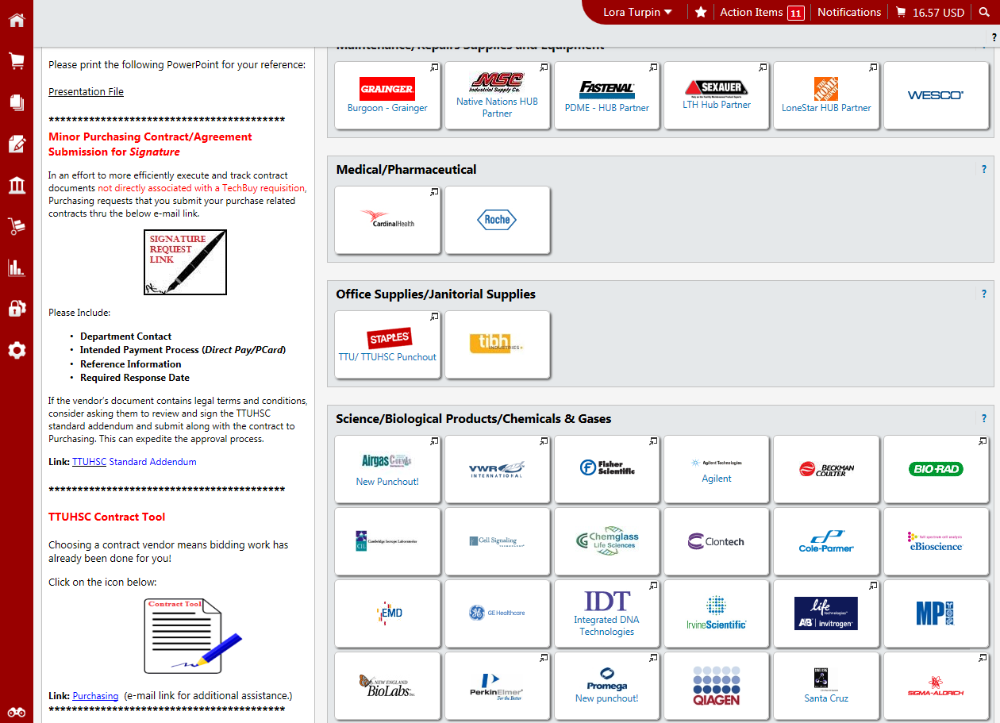 Lora Turpin
Action Items 11
Notifications
16.57 USD
?
Please print the following PowerPoint for your reference:
Presentation File
*****************************************
Minor Purchasing Contract/Agreement
Submission for Signature
In an effort to more efficiently execute and track contract
documents not directly associated with a TechBuy requisition,
Purchasing requests that you submit your purchase related
contracts thru the below e-mail link.
SIGNATURE
REQUEST
LINK
Please Include:
• Department Contact
• Intended Payment Process (Direct Pay/PCard)
• Reference Information
• Required Response Date
If the vendor's document contains legal terms and conditions,
consider asking them to review and sign the TTUHSC
standard addendum and submit along with the contract to
Purchasing. This can expedite the approval process.
Link: TTUHSC Standard Addendum
*****************************************
TTUHSC Contract Tool
Choosing a contract vendor means bidding work has
already been done for you!
Click on the icon below:
Contract Tool
Link: Purchasing (e-mail link for additional assistance.)
*****************************************
Maintenance/Repairs Supplies and Equipment
GRAINGER
Burgoon - Grainger
MSC
Industrial Supply Co.
Native Nations HUB
Partner
FASTENAL
PDME - HUB Partner
SEXAUER
LTH Hub Partner
THE HOME DEPOT
LoneStar HUB Partner
WESCO
Medical/Pharmaceutical
?
CardinalHealth
Roche
Office Supplies/Janitorial Supplies
?
STAPLES
TTU/ TTUHSC Punchout
tibh
INDUSTRIES
Science/Biological Products/Chemicals & Gases
?
Airgas
New Punchout!
VWR
INTERNATIONAL
Fisher
Scientific
Agilent Technologies
Agilent
BECKMAN
COULTER
BIO-RAD
CIL
Cambridge Isotope Laboratories
Cell Signaling
TECHNOLOGY
Chemglass
Life Sciences
Clontech
Cole-Parmer
full spectrum cell analysis
eBioscience
EMD
GE Healthcare
IDT
Integrated DNA
Technologies
IrvineScientific
life
technologies
AB invitrogen
MP
NEW ENGLAND
BioLabs Inc.
PerkinElmer
For the Better
Promega
New punchout!
QIAGEN
Santa Cruz
SIGMA-ALDRICH